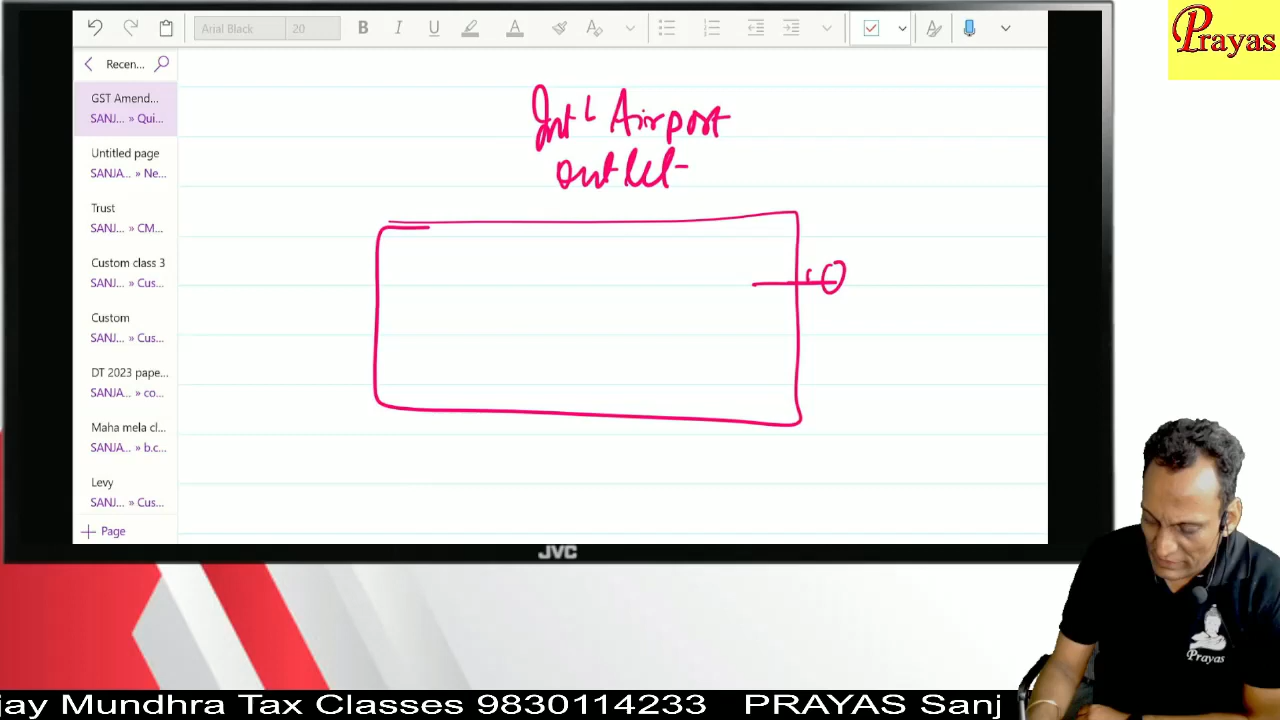 Prayas
Arial Black 20
B I U A
Recen...
GST Amend...
SANJ... » Qui...
Untitled page
SANJA... » Ne...
Trust
SANJ... » CM...
Custom class 3
SANJ... » Cus...
Custom
SANJ... » Cus...
DT 2023 pape...
SANJA... » co...
Maha mela cl...
SANJA... » b.c...
Levy
SANJ... » Cus...
+ Page
Int'l Airport
outlet
JVC
Prayas
jay Mundhra Tax Classes 9830114233 PRAYAS Sanj